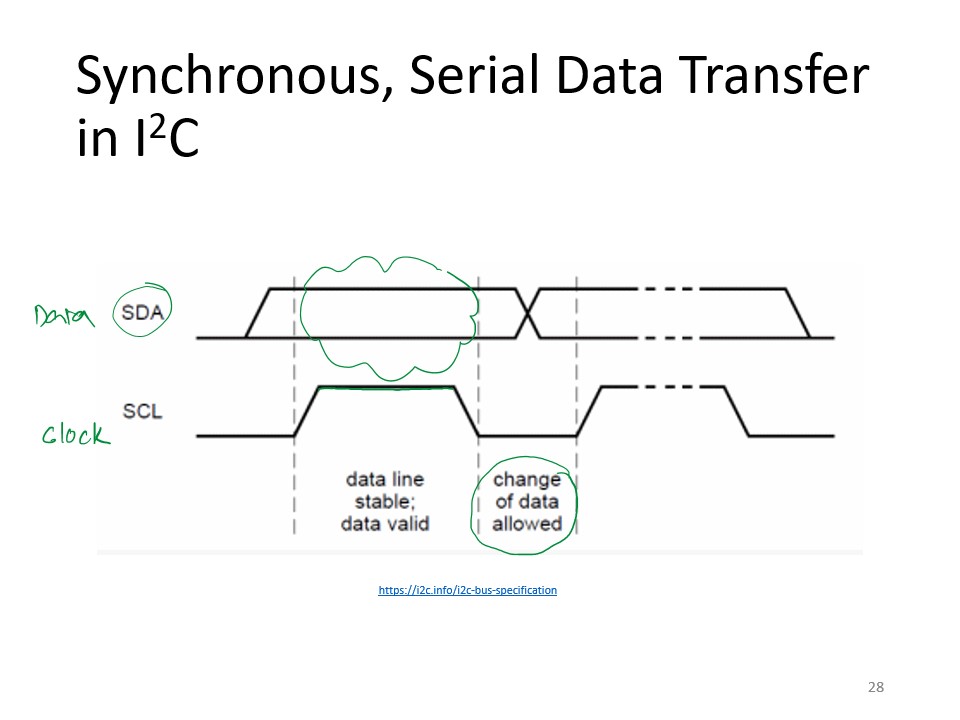 Synchronous, Serial Data Transfer
in I²C
Data SDA
SCL
Clock
data line
stable;
data valid
change
of data
allowed
https://i2c.info/i2c-bus-specification
28